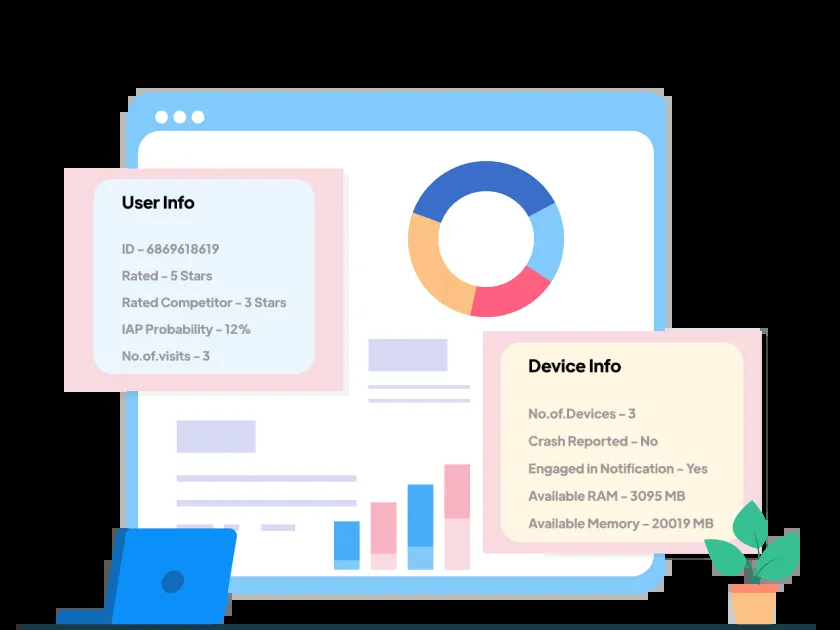 User Info
ID – 6869618619
Rated – 5 Stars
Rated Competitor – 3 Stars
IAP Probability – 12%
No.of.visits – 3
Device Info
No.of.Devices – 3
Crash Reported – No
Engaged in Notification – Yes
Available RAM – 3095 MB
Available Memory – 20019 MB